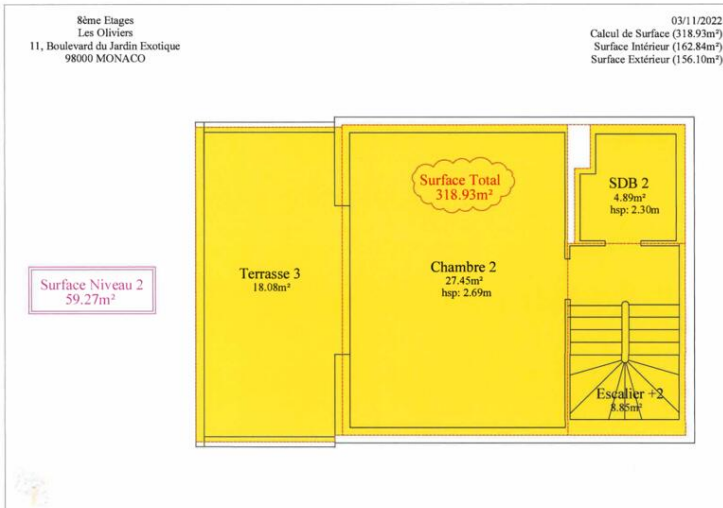 8ème Etages
Les Oliviers
11, Boulevard du Jardin Exotique
98000 MONACO
03/11/2022
Calcul de Surface (318.93m²)
Surface Intérieur (162.84m²)
Surface Extérieur (156.10m²)
Surface Total
318.93m²
SDB 2
4.89m²
hsp: 2.30m
Surface Niveau 2
59.27m²
Terrasse 3
18.08m²
Chambre 2
27.45m²
hsp: 2.69m
Escalier +2
8.85m²